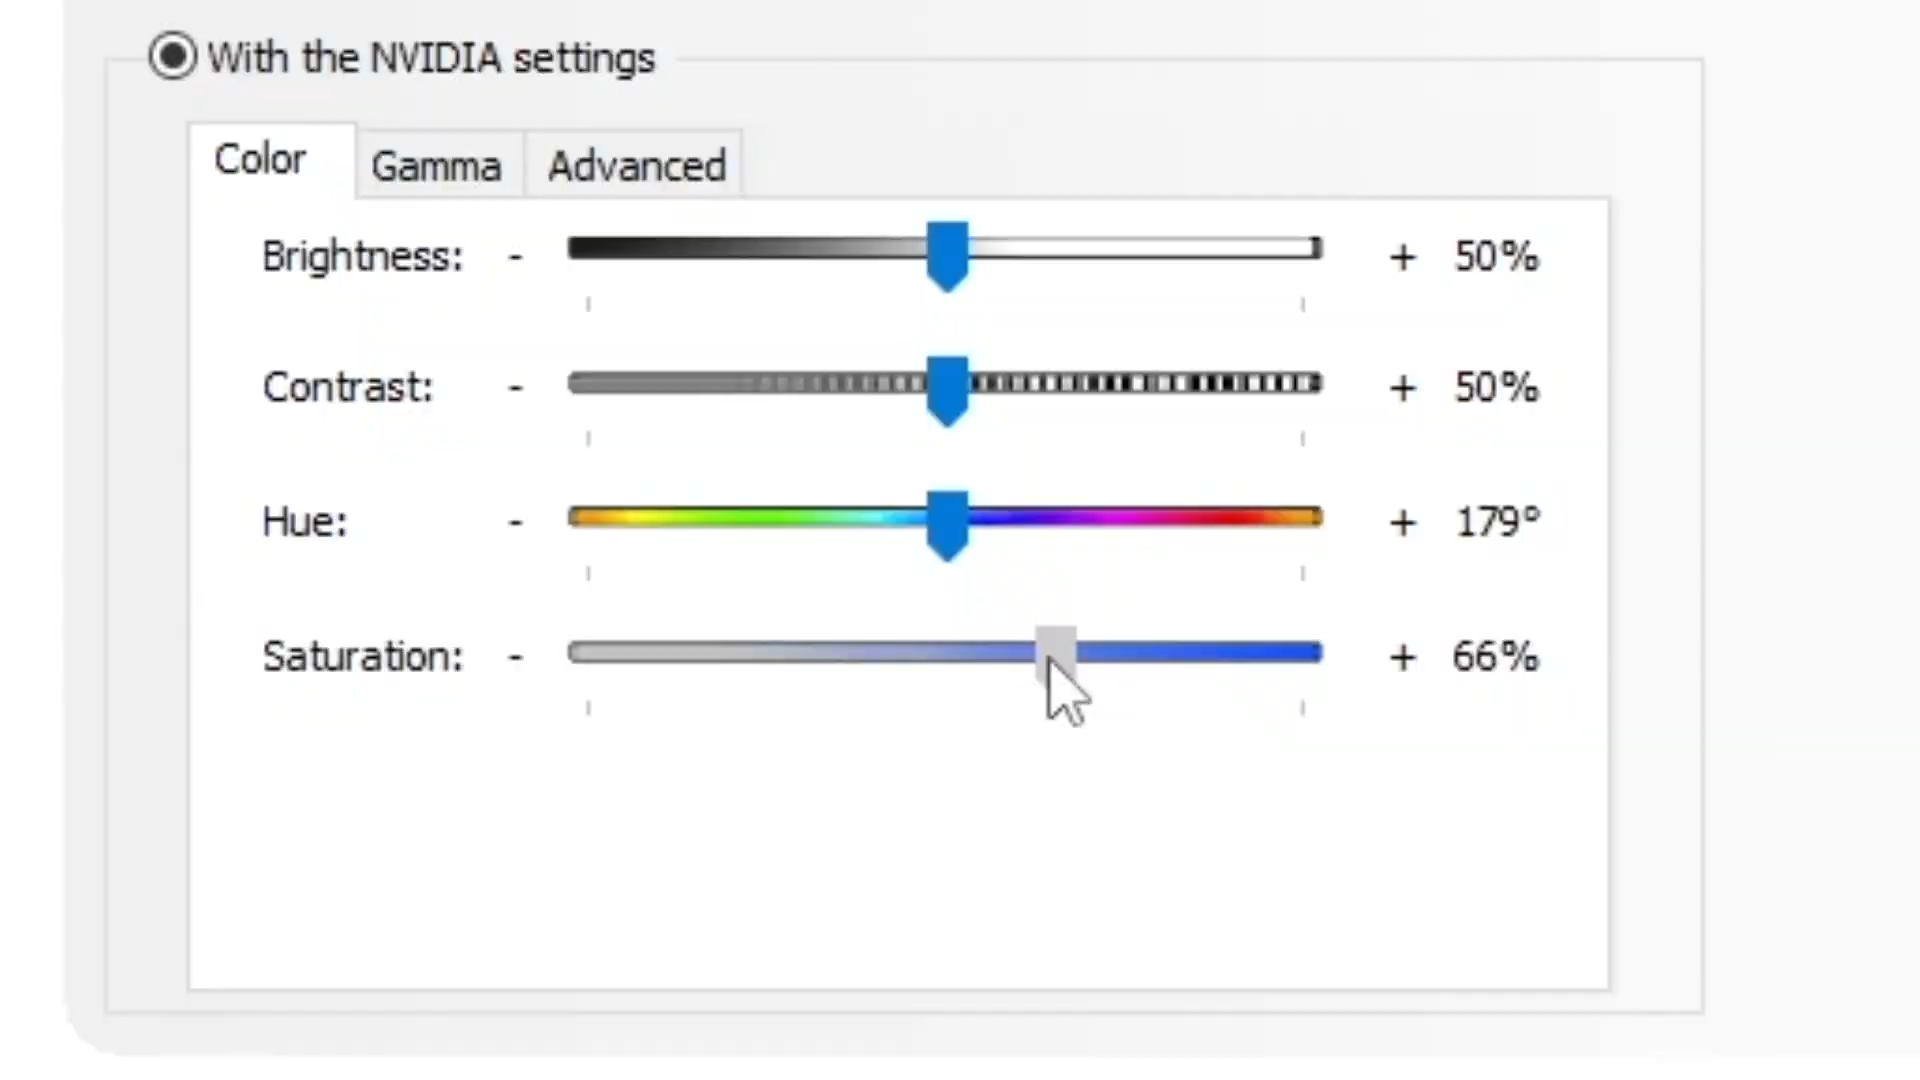 With the NVIDIA settings
Color Gamma Advanced
Brightness: - + 50%
Contrast: - + 50%
Hue: - + 179°
Saturation: - + 66%